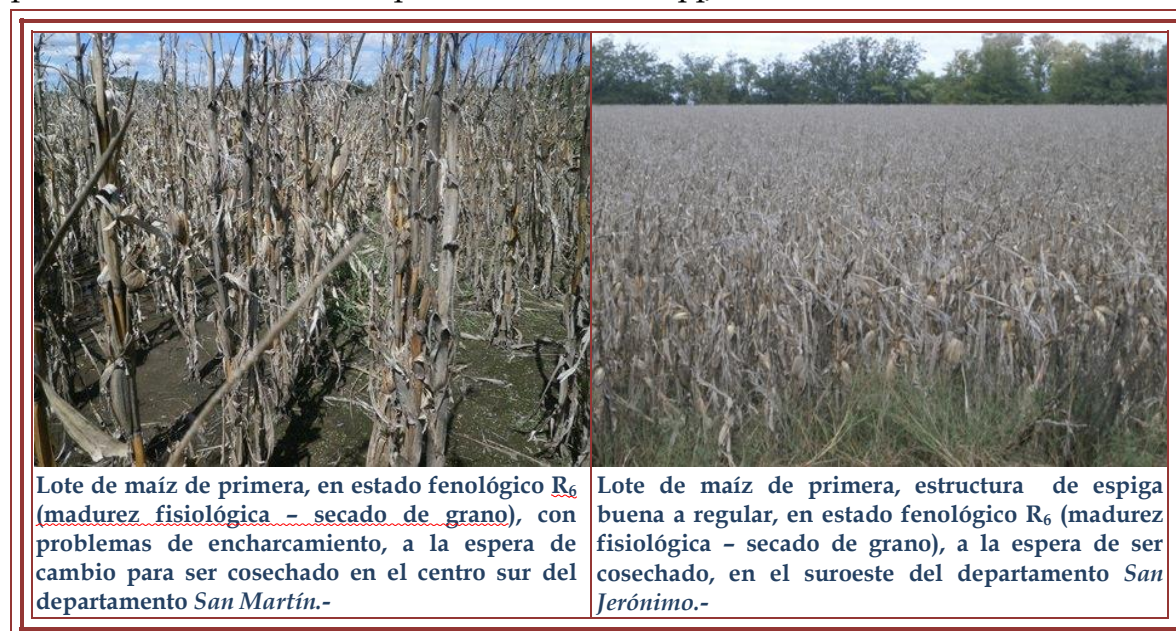 Lote de maíz de primera, en estado fenológico R₆
(madurez fisiológica – secado de grano), con
problemas de encharcamiento, a la espera de
cambio para ser cosechado en el centro sur del
departamento San Martín.-
Lote de maíz de primera, estructura de espiga
buena a regular, en estado fenológico R₆ (madurez
fisiológica – secado de grano), a la espera de ser
cosechado, en el suroeste del departamento San
Jerónimo.-